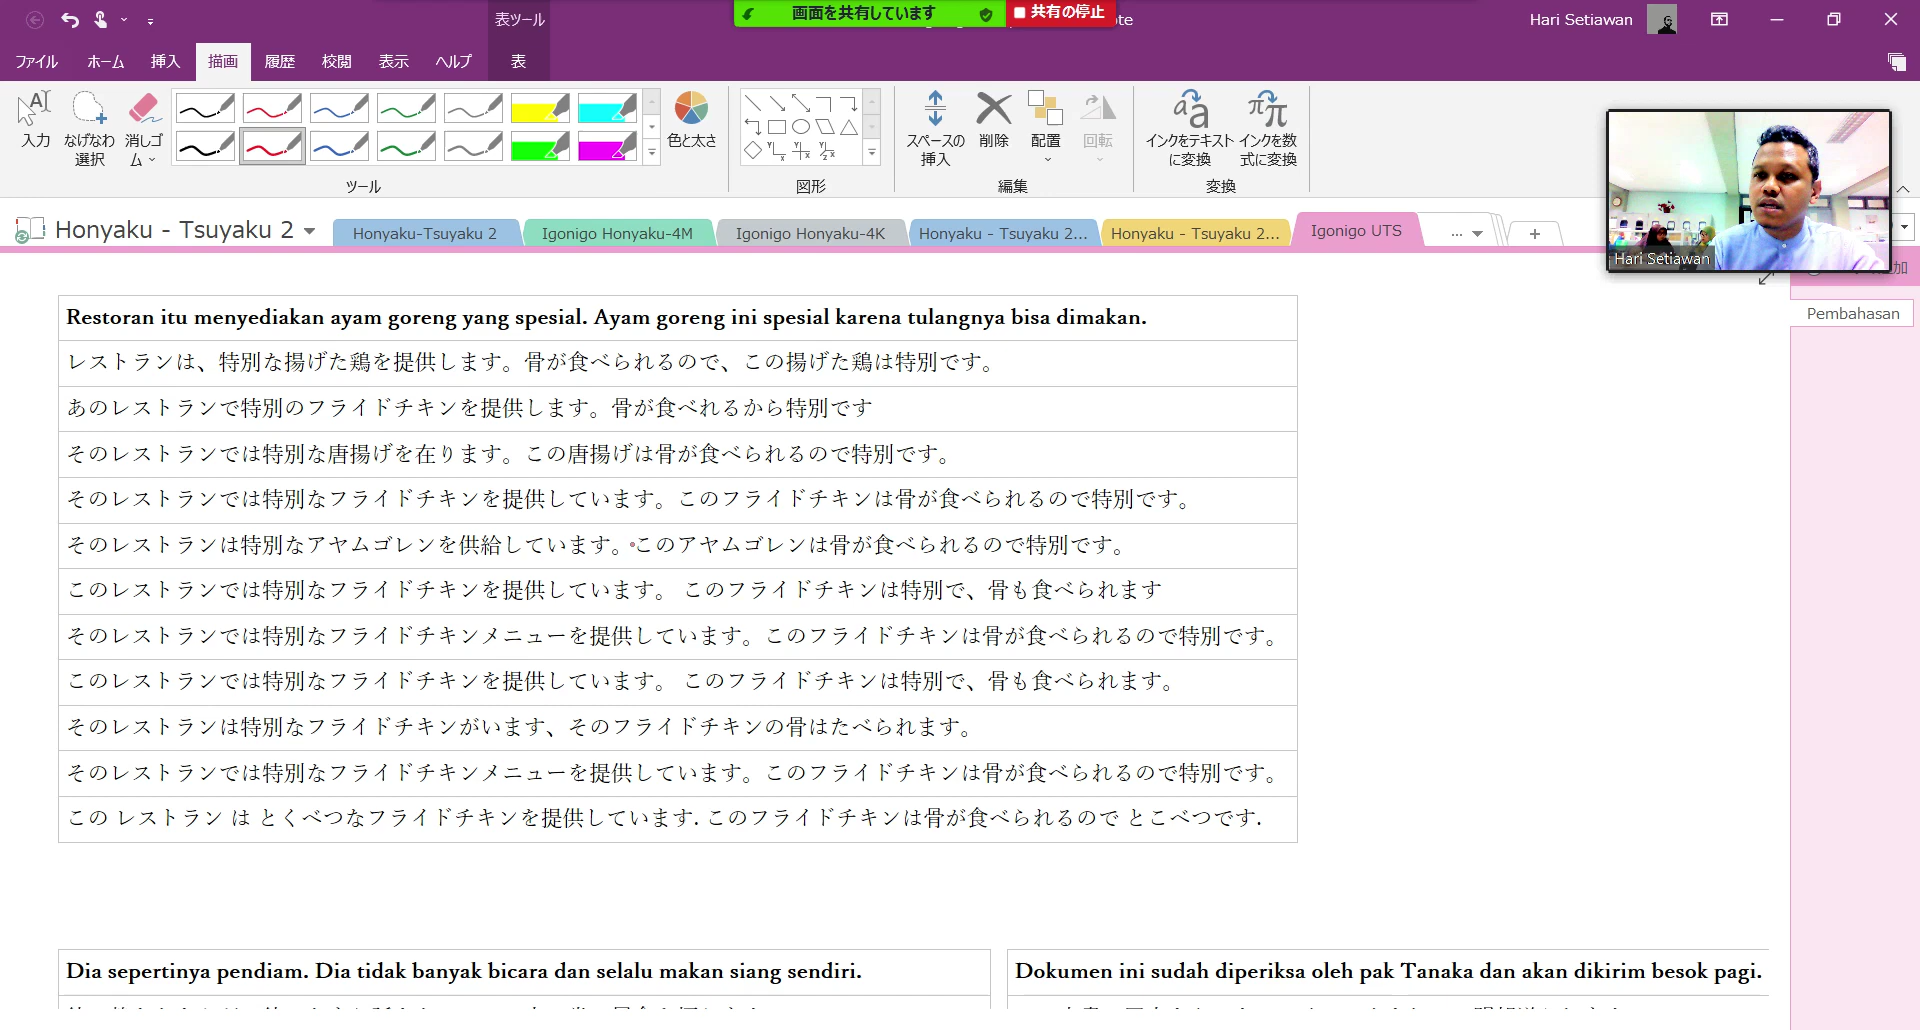 表ツール
画面を共有しています
共有の停止
ote
Hari Setiawan
ファイル ホーム 挿入 描画 履歴 校閲 表示 ヘルプ 表
入力 なげなわ選択 消しゴム 色と太さ スペースの挿入 削除 配置 回転 インクをテキストに変換 インクを数式に変換
ツール 図形 編集 変換
Honyaku - Tsuyaku 2 Honyaku-Tsuyaku 2 Igonigo Honyaku-4M Igonigo Honyaku-4K Honyaku - Tsuyaku 2... Honyaku - Tsuyaku 2... Igonigo UTS ...
Hari Setiawan
加
Pembahasan
Restoran itu menyediakan ayam goreng yang spesial. Ayam goreng ini spesial karena tulangnya bisa dimakan.
レストランは、特別な揚げた鶏を提供します。骨が食べられるので、この揚げた鶏は特別です。
あのレストランで特別のフライドチキンを提供します。骨が食べれるから特別です
そのレストランでは特別な唐揚げを在ります。この唐揚げは骨が食べられるので特別です。
そのレストランでは特別なフライドチキンを提供しています。このフライドチキンは骨が食べられるので特別です。
そのレストランは特別なアヤムゴレンを供給しています。このアヤムゴレンは骨が食べられるので特別です。
このレストランでは特別なフライドチキンを提供しています。 このフライドチキンは特別で、骨も食べられます
そのレストランでは特別なフライドチキンメニューを提供しています。このフライドチキンは骨が食べられるので特別です。
このレストランでは特別なフライドチキンを提供しています。 このフライドチキンは特別で、骨も食べられます。
そのレストランは特別なフライドチキンがいます、そのフライドチキンの骨はたべられます。
そのレストランでは特別なフライドチキンメニューを提供しています。このフライドチキンは骨が食べられるので特別です。
この レストラン は とくべつなフライドチキンを提供しています. このフライドチキンは骨が食べられるので とこべつです.
Dia sepertinya pendiam. Dia tidak banyak bicara dan selalu makan siang sendiri.
Dokumen ini sudah diperiksa oleh pak Tanaka dan akan dikirim besok pagi.